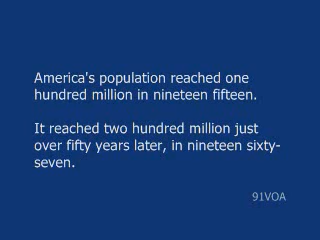 America's population reached one
hundred million in nineteen fifteen.
It reached two hundred million just
over fifty years later, in nineteen sixty-
seven.
91VOA